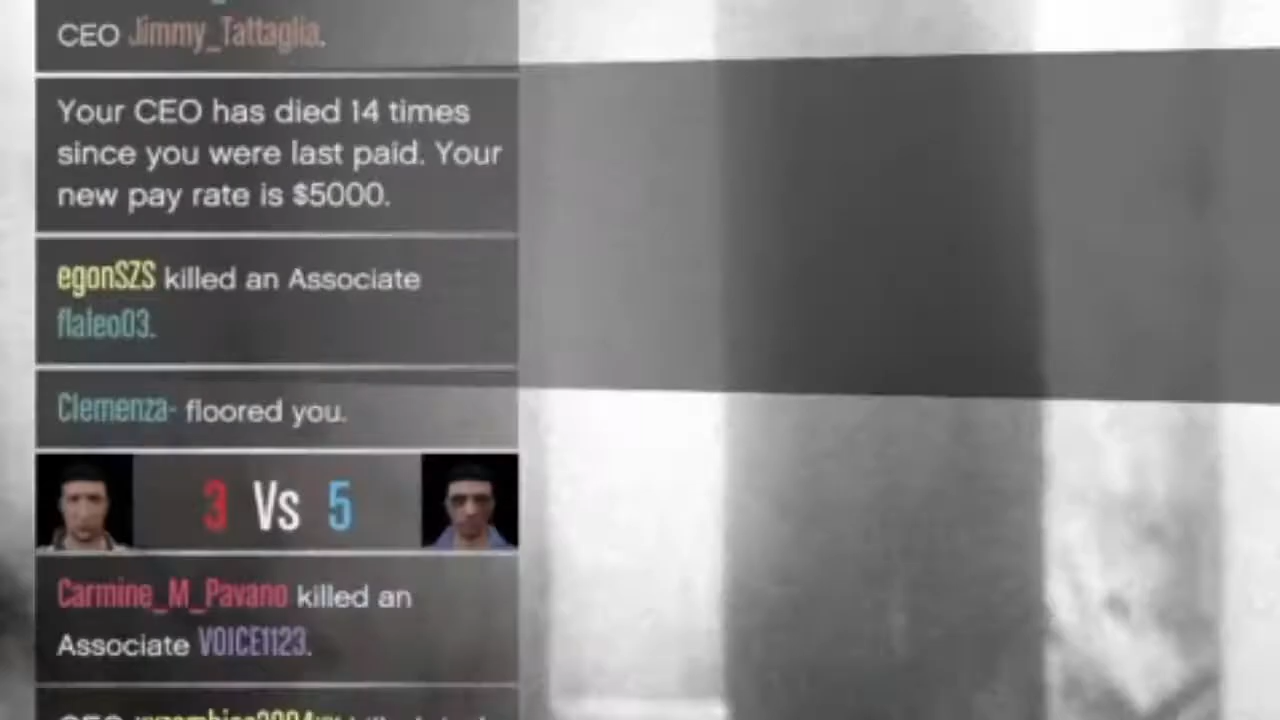 CEO Jimmy_Tattaglia.
Your CEO has died 14 times
since you were last paid. Your
new pay rate is $5000.
egonSZS killed an Associate
flaleo03.
Clemenza- floored you.
3 Vs 5
Carmine_M_Pavano killed an
Associate VOICE1123.
CEO